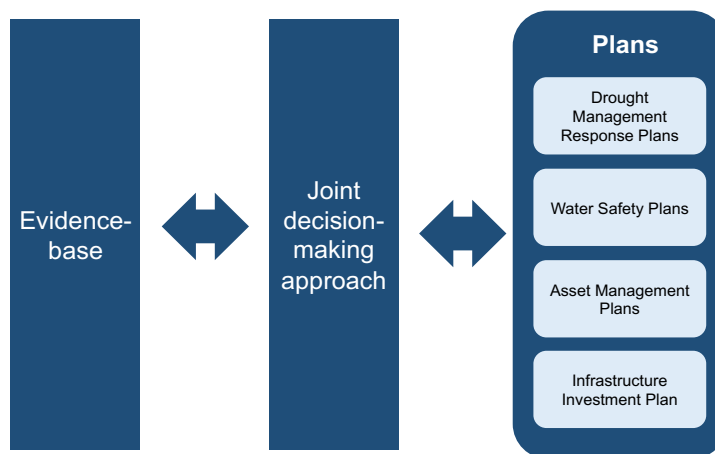 Evidence-
base
Joint
decision-
making
approach
Plans
Drought
Management
Response Plans
Water Safety Plans
Asset Management
Plans
Infrastructure
Investment Plan